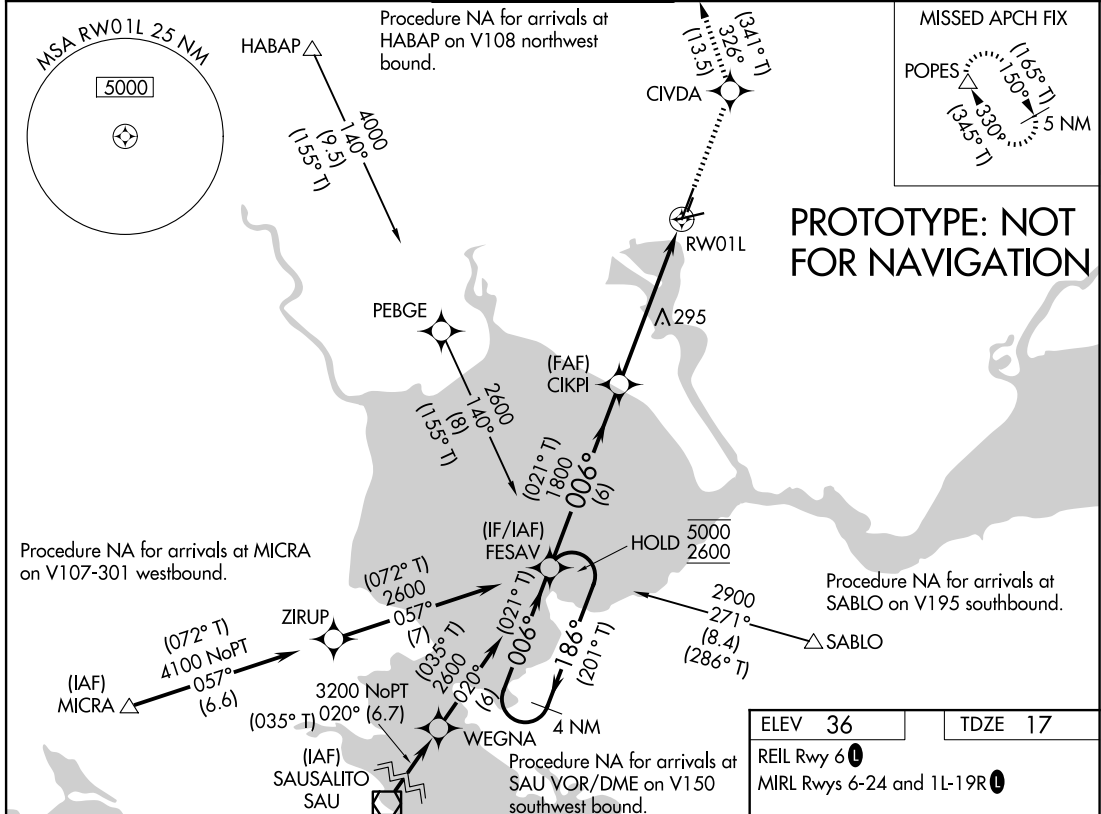 MSA RW01L 25 NM
5000
HABAP
Procedure NA for arrivals at
HABAP on V108 northwest
bound.
4000
140°
(9.5)
(155° T)
(341° T)
326°
(13.5)
CIVDA
MISSED APCH FIX
POPES
(165° T)
150°
330°
(345° T)
5 NM
PROTOTYPE: NOT
FOR NAVIGATION
RW01L
295
PEBGE
2600
140°
(8)
(155° T)
(FAF)
CIKPI
(021° T)
1800
006°
(6)
(IF/IAF)
FESAV
HOLD
5000
2600
Procedure NA for arrivals at MICRA
on V107-301 westbound.
(072° T)
2600
057°
(7)
ZIRUP
(072° T)
4100 NoPT
057°
(6.6)
(IAF)
MICRA
(021° T)
006°
186°
(201° T)
4 NM
(035° T)
2600
020°
(6)
3200 NoPT
020° (6.7)
(035° T)
WEGNA
(IAF)
SAUSALITO
SAU
Procedure NA for arrivals at
SAU VOR/DME on V150
southwest bound.
2900
271°
(8.4)
(286° T)
SABLO
Procedure NA for arrivals at
SABLO on V195 southbound.
ELEV 36
TDZE 17
REIL Rwy 6 L
MIRL Rwys 6-24 and 1L-19R L